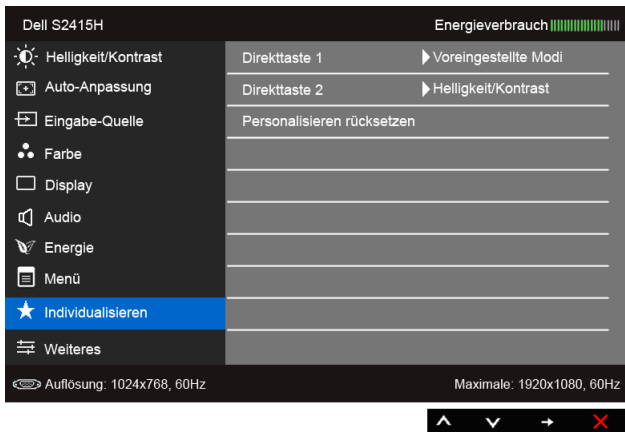 Dell S2415H Energieverbrauch
Helligkeit/Kontrast Direkttaste 1 Voreingestellte Modi
Auto-Anpassung Direkttaste 2 Helligkeit/Kontrast
Eingabe-Quelle Personalisieren rücksetzen
Farbe
Display
Audio
Energie
Menü
Individualisieren
Weiteres
Auflösung: 1024x768, 60Hz Maximale: 1920x1080, 60Hz